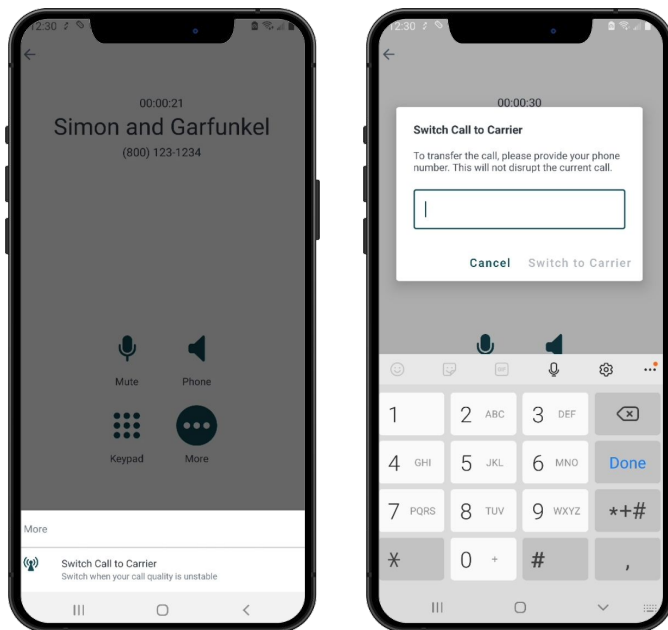 12:30
00:00:21
Simon and Garfunkel
(800) 123-1234
Mute
Phone
Keypad
More
More
Switch Call to Carrier
Switch when your call quality is unstable
12:30
00:00:30
Switch Call to Carrier
To transfer the call, please provide your phone
number. This will not disrupt the current call.
Cancel Switch to Carrier
GIF
1 2 ABC 3 DEF
4 GHI 5 JKL 6 MNO Done
7 PQRS 8 TUV 9 WXYZ *+#
* 0 + # ,